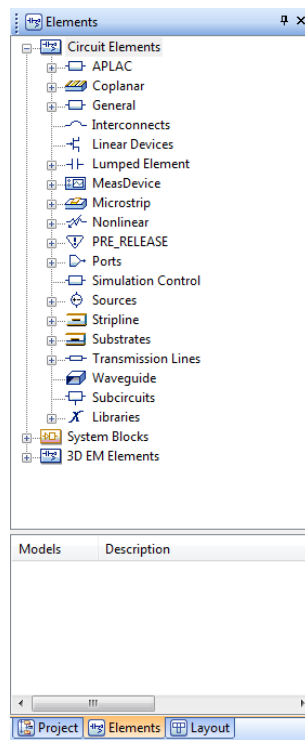 Elements
Circuit Elements
APLAC
Coplanar
General
Interconnects
Linear Devices
Lumped Element
MeasDevice
Microstrip
Nonlinear
PRE_RELEASE
Ports
Simulation Control
Sources
Stripline
Substrates
Transmission Lines
Waveguide
Subcircuits
Libraries
System Blocks
3D EM Elements
Models Description
Project Elements Layout